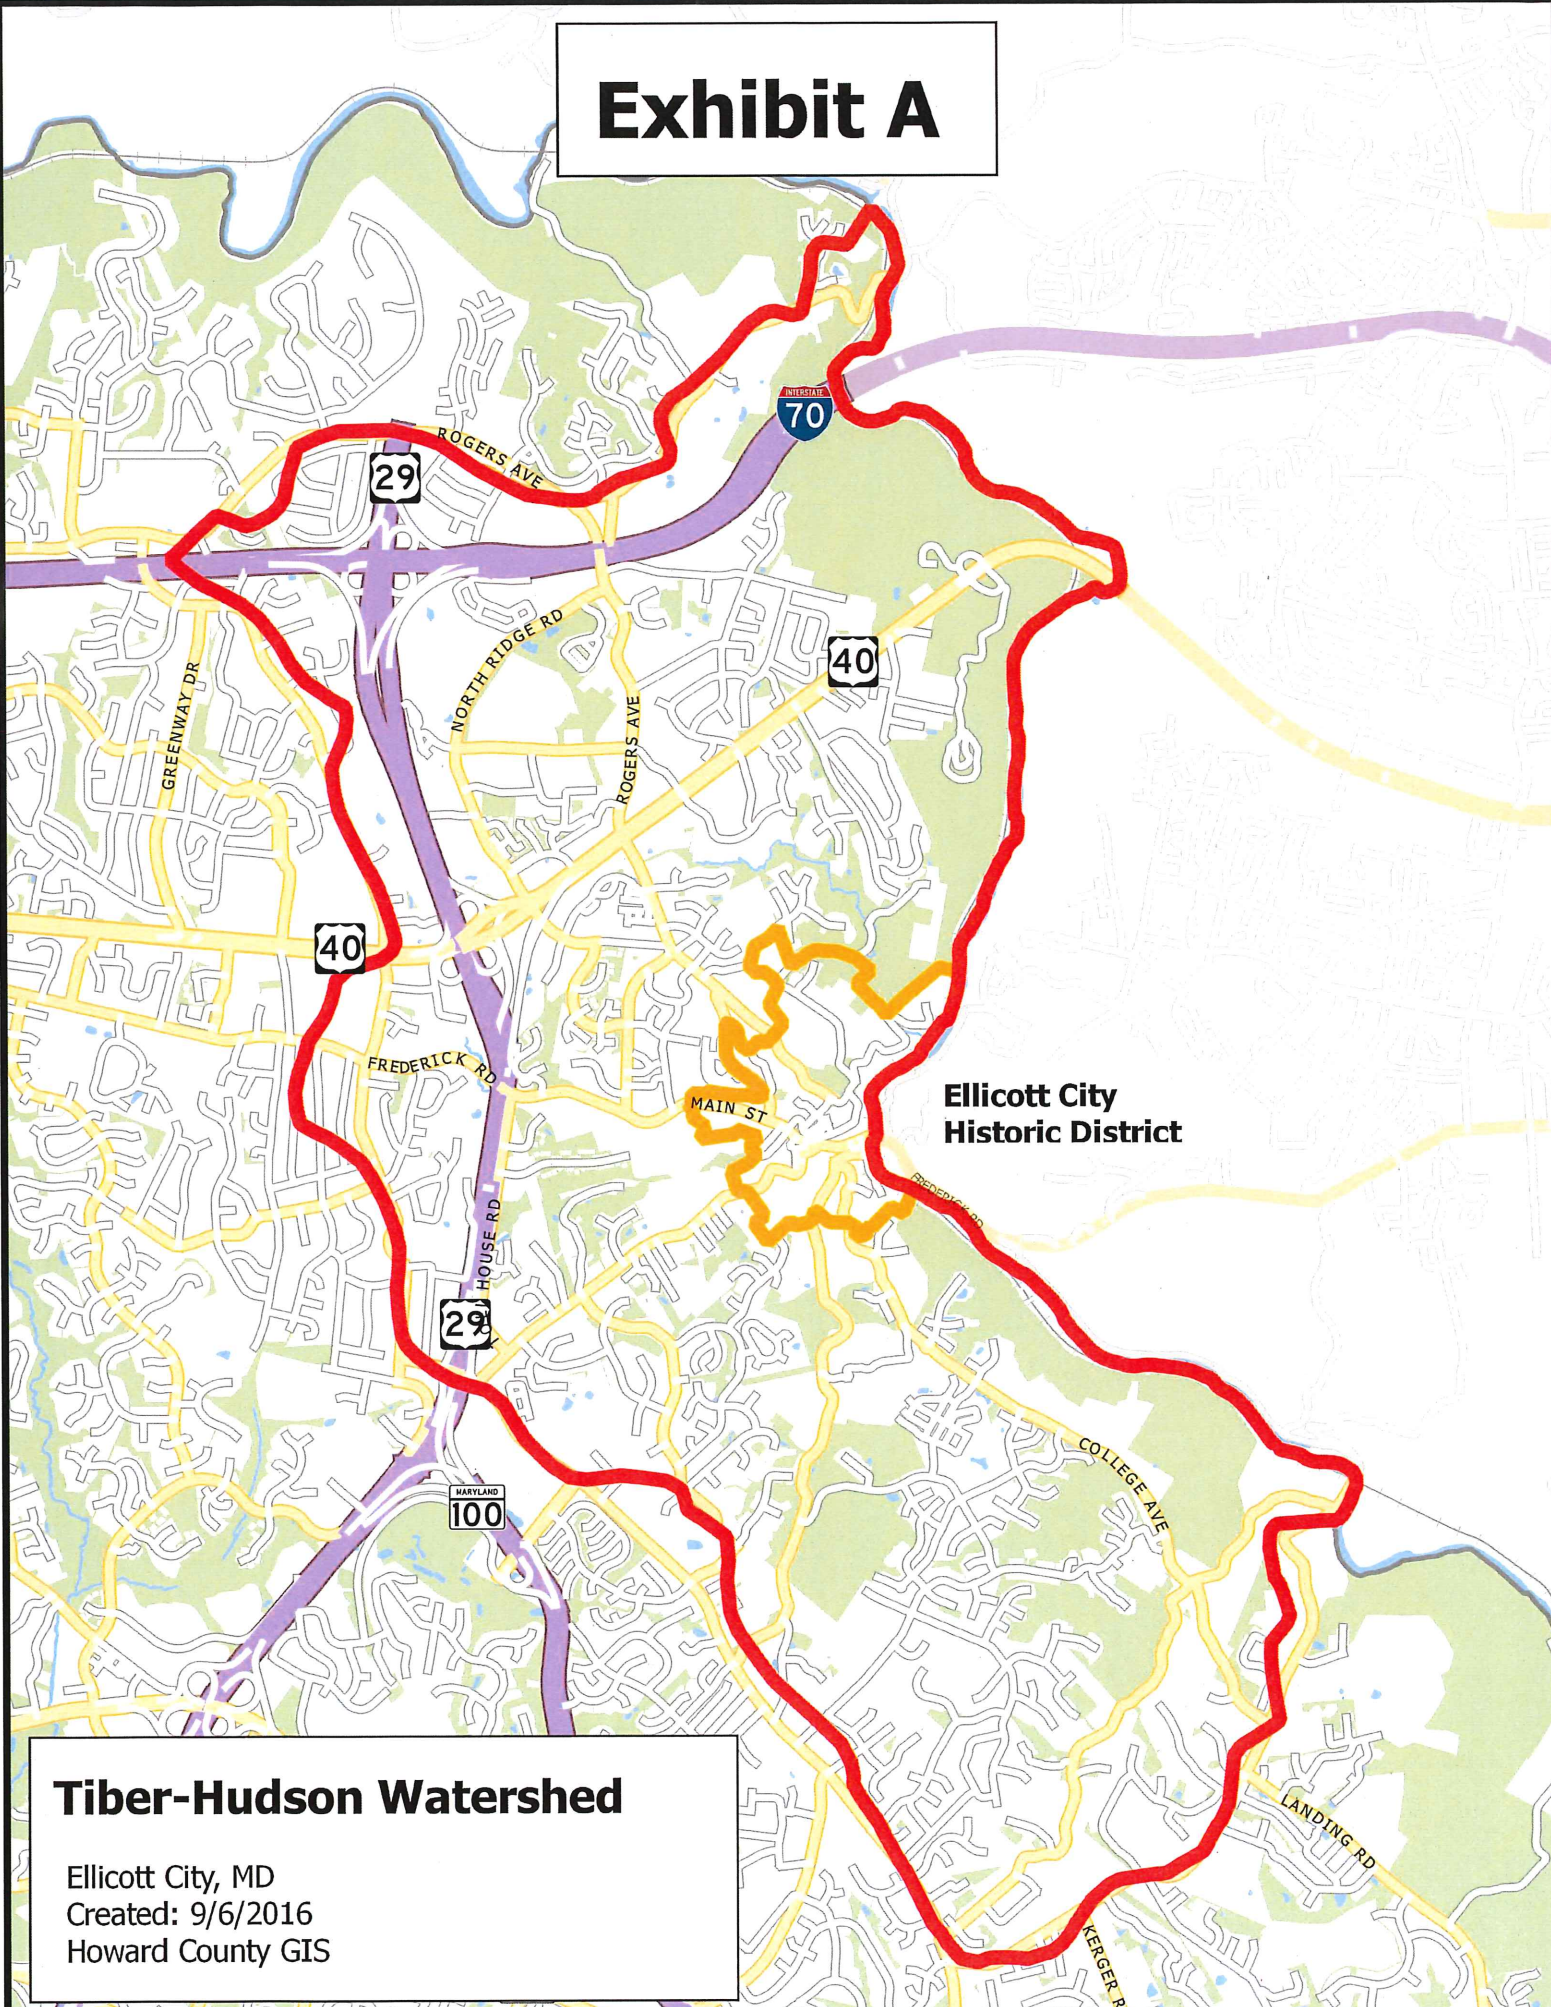 Exhibit A
INTERSTATE
70
ROGERS AVE
29
NORTH RIDGE RD
40
GREENWAY DR
ROGERS AVE
40
FREDERICK RD
MAIN ST
Ellicott City
Historic District
FREDERICK RD
HOUSE RD
29
COLLEGE AVE
MARYLAND
100
Tiber-Hudson Watershed
Ellicott City, MD
Created: 9/6/2016
Howard County GIS
LANDING RD
KERGER R